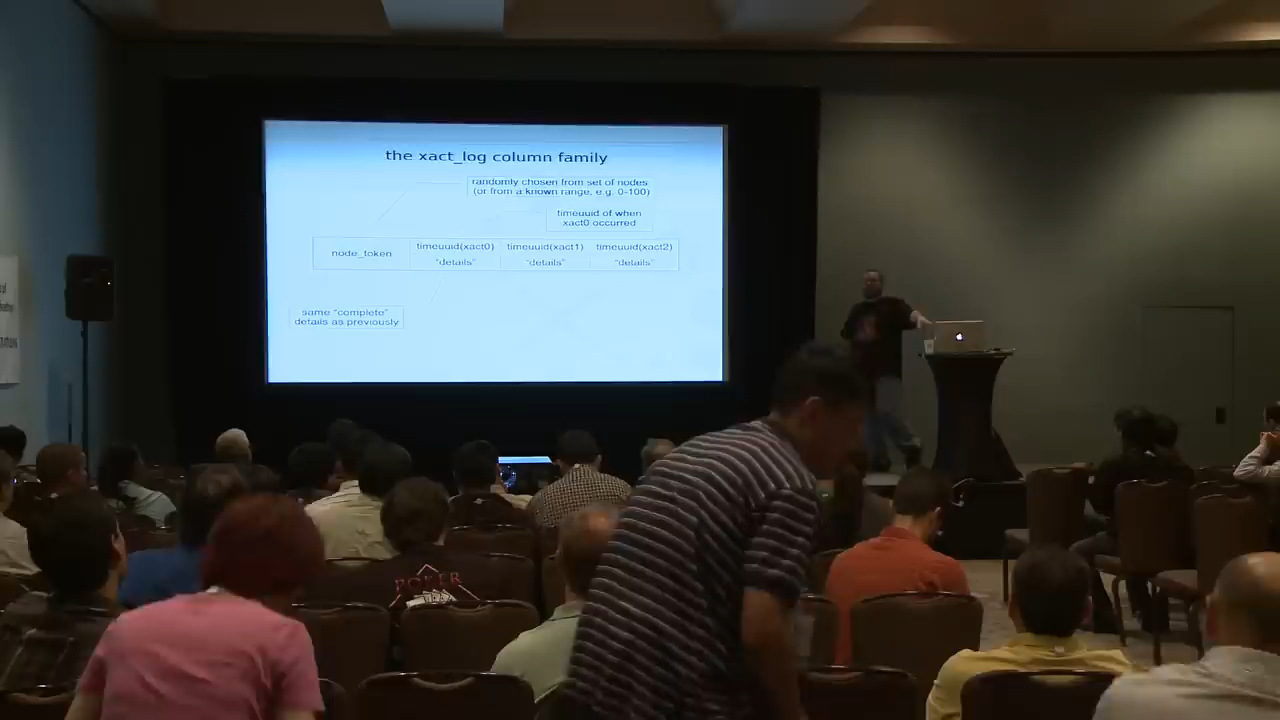 the xact_log column family
randomly chosen from set of nodes
(or from a known range, e.g. 0-100)
timeuuid of when
xact0 occurred
node_token
timeuuid(xact0) timeuuid(xact1) timeuuid(xact2)
"details" "details" "details"
same "complete"
details as previously
POKER